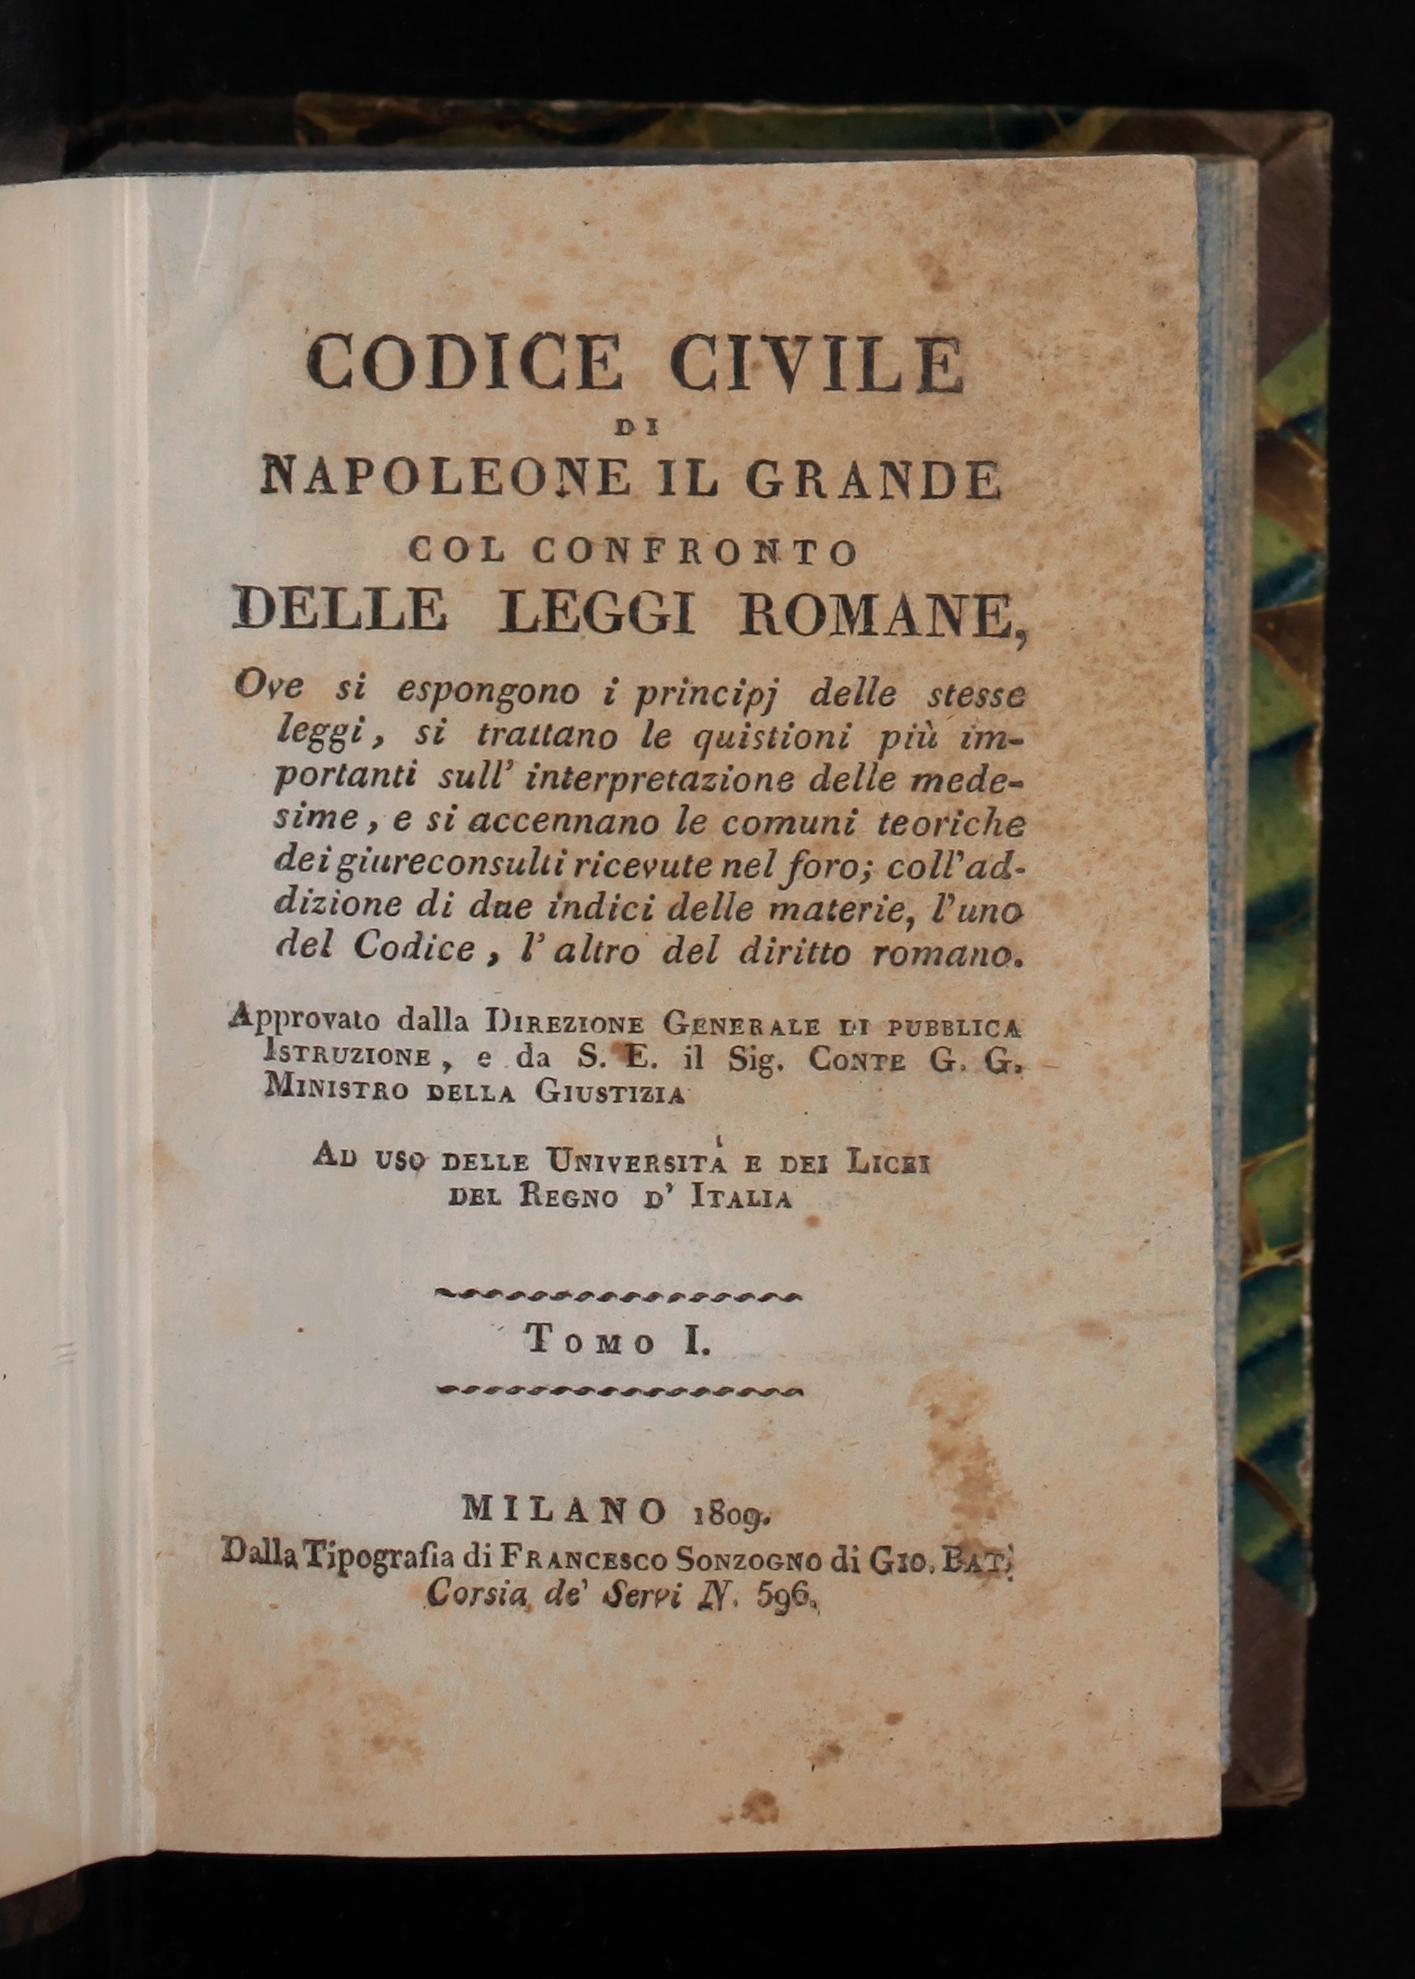 CODICE CIVILE
DI
NAPOLEONE IL GRANDE
COL CONFRONTO
DELLE LEGGI ROMANE,
Ove si espongono i principj delle stesse
leggi, si trattano le quistioni più im-
portanti sull' interpretazione delle mede-
sime, e si accennano le comuni teoriche
dei giureconsulti ricevute nel foro; coll'ad-
dizione di due indici delle materie, l'uno
del Codice, l' altro del diritto romano.
Approvato dalla DIREZIONE GENERALE DI PUBBLICA
ISTRUZIONE, e da S. E. il Sig. CONTE G. G.
MINISTRO DELLA GIUSTIZIA
AD USO DELLE UNIVERSITÀ E DEI LICEI
DEL REGNO D' ITALIA
TOMO I.
MILANO 1809.
Dalla Tipografia di FRANCESCO SONZOGNO di GIO. BAT.
Corsia de' Servi N. 596.